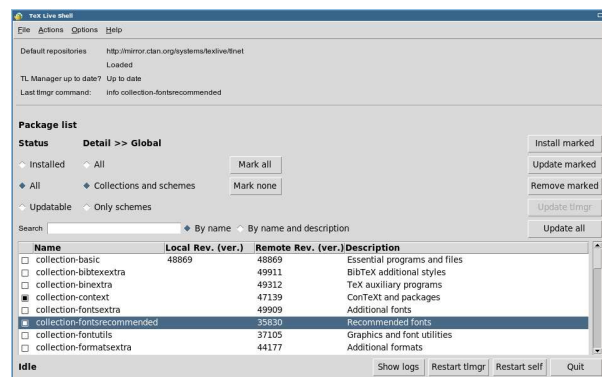 TeX Live Shell
File Actions Options Help
Default repositories http://mirror.ctan.org/systems/texlive/tlnet
Loaded
TL Manager up to date? Up to date
Last tlmgr command: info collection-fontsrecommended
Package list
Status Detail >> Global Install marked
Installed All Mark all Update marked
All Collections and schemes Mark none Remove marked
Updatable Only schemes Update tlmgr
Search By name By name and description Update all
Name Local Rev. (ver.) Remote Rev. (ver.) Description
collection-basic 48869 48869 Essential programs and files
collection-bibtexextra 49911 BibTeX additional styles
collection-binextra 49312 TeX auxiliary programs
collection-context 47139 ConTeXt and packages
collection-fontsextra 49909 Additional fonts
collection-fontsrecommended 35830 Recommended fonts
collection-fontutils 37105 Graphics and font utilities
collection-formatsextra 44177 Additional formats
Idle Show logs Restart tlmgr Restart self Quit